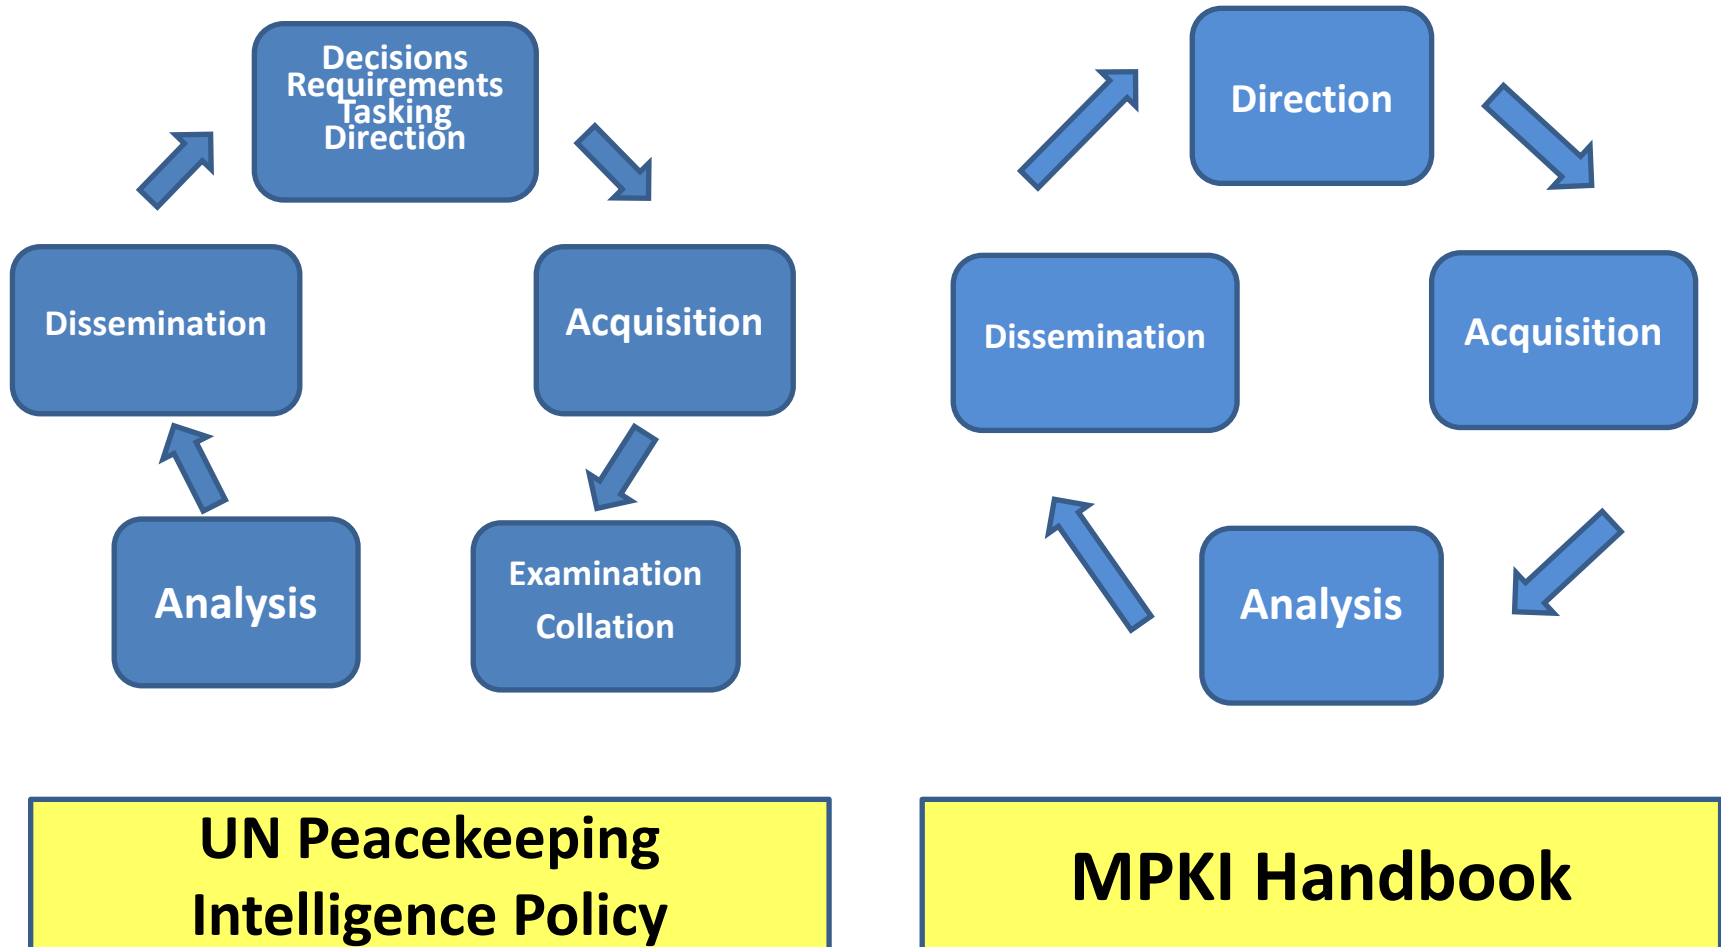 Decisions
Requirements
Tasking
Direction
Dissemination
Acquisition
Analysis
Examination
Collation
UN Peacekeeping
Intelligence Policy
Direction
Dissemination
Acquisition
Analysis
MPKI Handbook